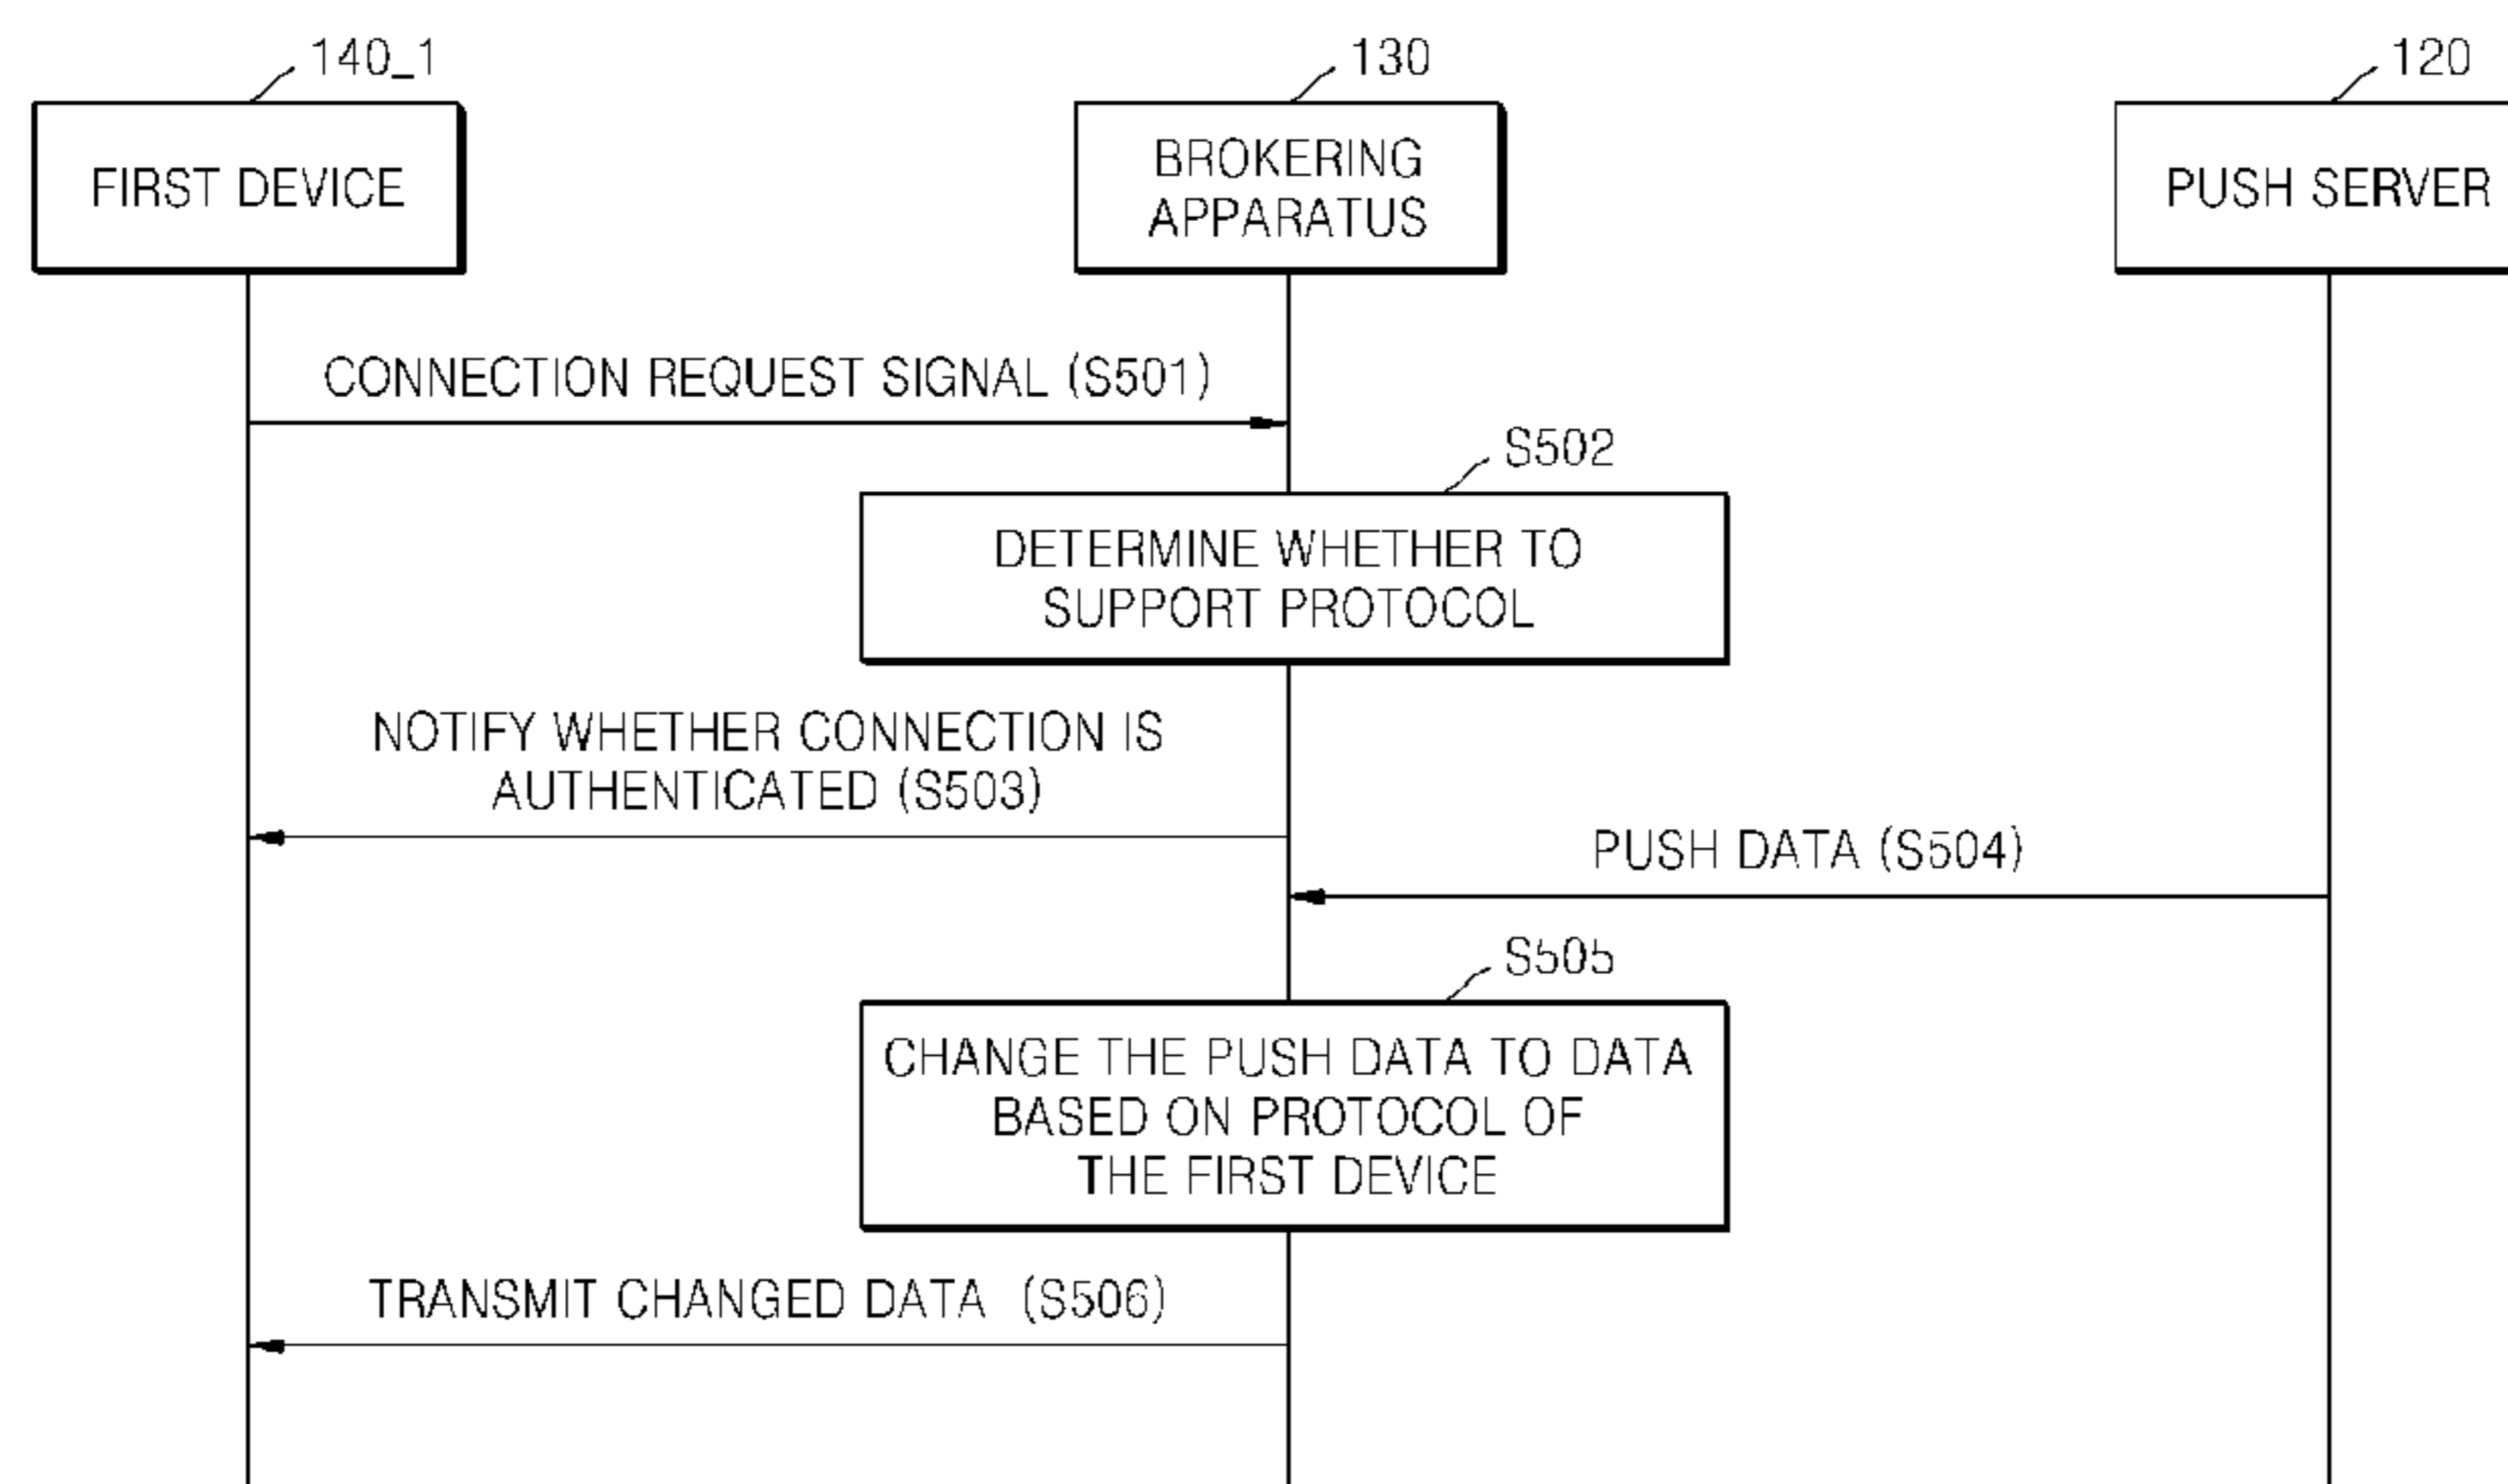 140_1
130
120
FIRST DEVICE
BROKERING
APPARATUS
PUSH SERVER
CONNECTION REQUEST SIGNAL (S501)
S502
DETERMINE WHETHER TO
SUPPORT PROTOCOL
NOTIFY WHETHER CONNECTION IS
AUTHENTICATED (S503)
PUSH DATA (S504)
S505
CHANGE THE PUSH DATA TO DATA
BASED ON PROTOCOL OF
THE FIRST DEVICE
TRANSMIT CHANGED DATA (S506)